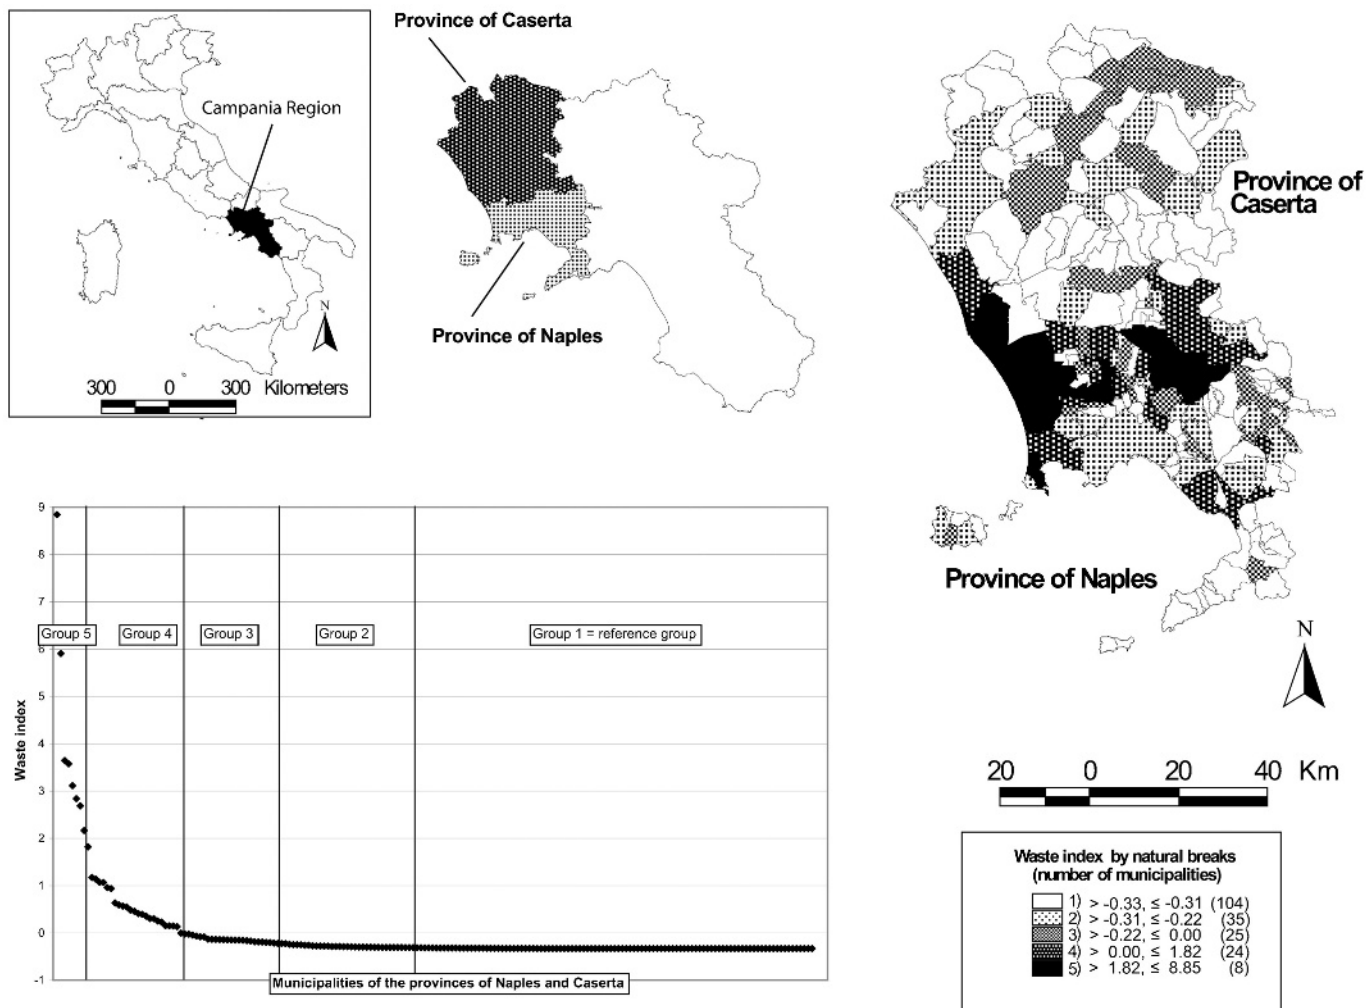 Campania Region
N
300 0 300 Kilometers
Province of Caserta
Province of Naples
Province of
Caserta
Province of Naples
N
20 0 20 40 Km
Waste index by natural breaks
(number of municipalities)
1) > -0.33, ≤ -0.31 (104)
2) > -0.31, ≤ -0.22 (35)
3) > -0.22, ≤ 0.00 (25)
4) > 0.00, ≤ 1.82 (24)
5) > 1.82, ≤ 8.85 (8)
Waste index
9
8
7
6
5
4
3
2
1
0
-1
Group 5
Group 4
Group 3
Group 2
Group 1 = reference group
Municipalities of the provinces of Naples and Caserta